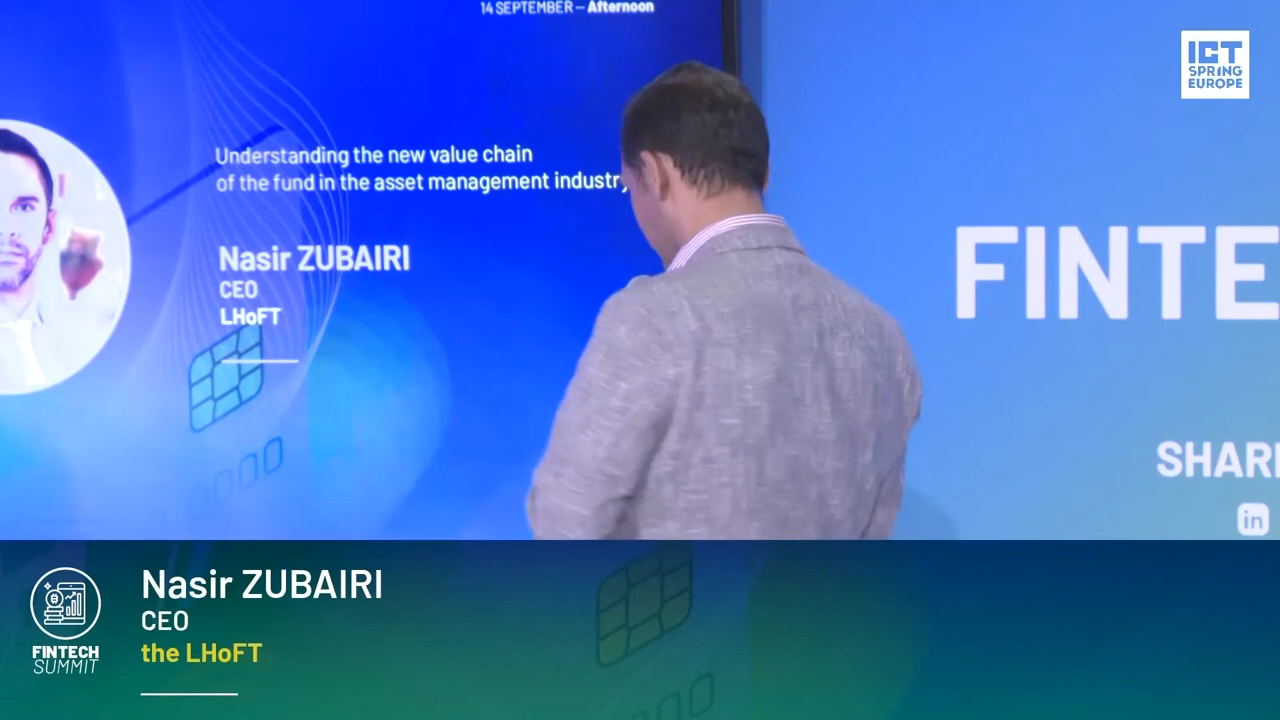 14 SEPTEMBER – Afternoon
ICT
SPRING
EUROPE
Understanding the new value chain
of the fund in the asset management industry
Nasir ZUBAIRI
CEO
LHoFT
FINTE
SHAR
in
Nasir ZUBAIRI
CEO
the LHoFT
FINTECH
SUMMIT